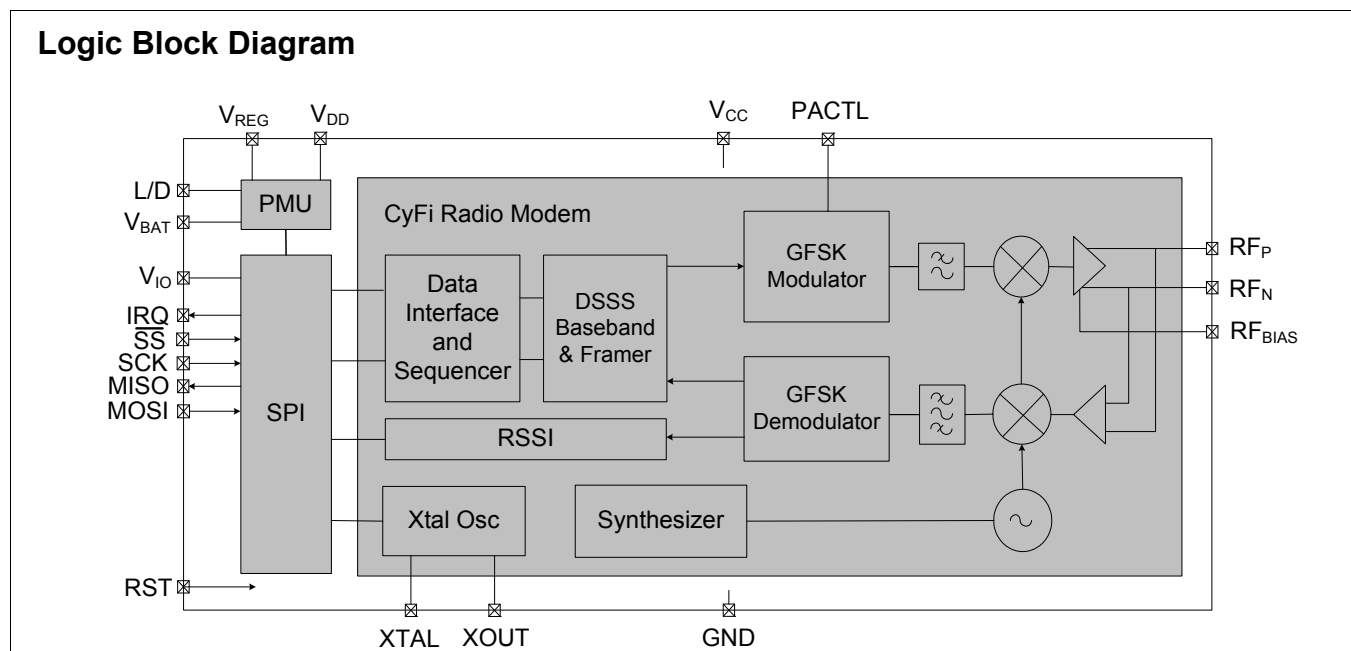 Logic Block Diagram
VREG
VDD
VCC
PACTL
L/D
PMU
VBAT
CyFi Radio Modem
VIO
IRQ
SS
SCK
MISO
MOSI
SPI
Data
Interface
and
Sequencer
DSSS
Baseband
& Framer
GFSK
Modulator
RFP
RFN
RFBIAS
GFSK
Demodulator
RSSI
Xtal Osc
Synthesizer
RST
XTAL
XOUT
GND